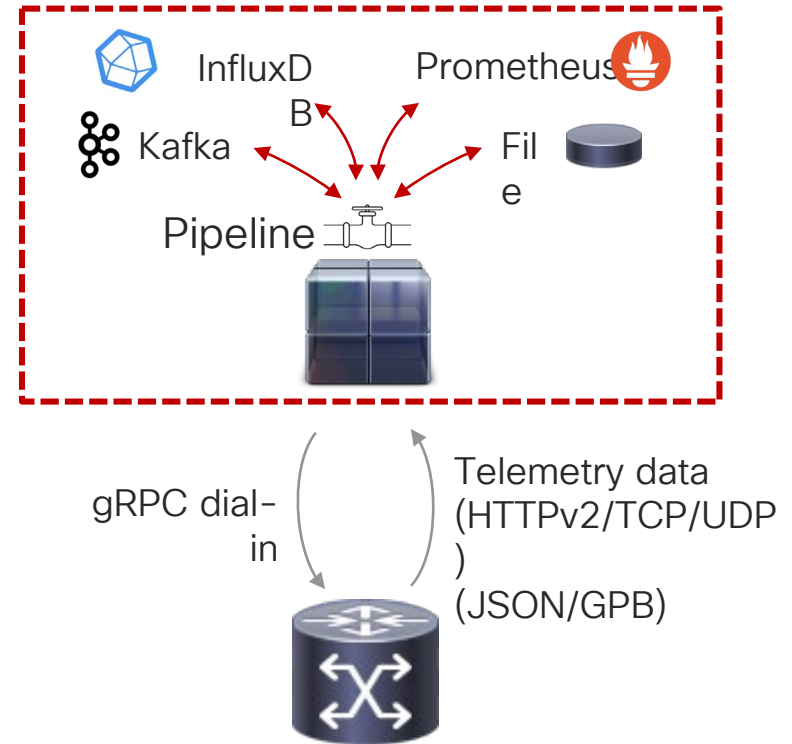 InfluxD
B
Prometheus
Kafka
Fil
e
Pipeline
gRPC dial-
in
Telemetry data
(HTTPv2/TCP/UDP
)
(JSON/GPB)